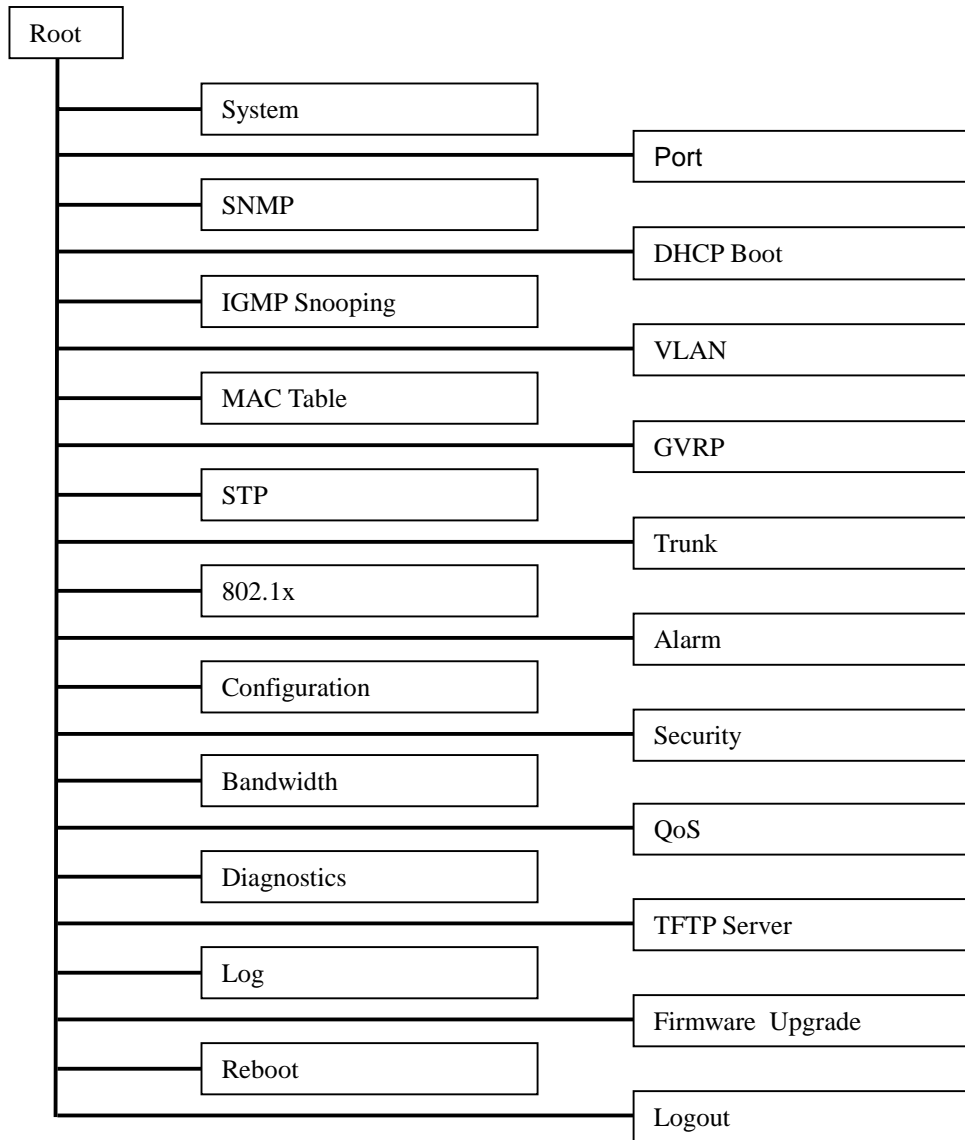 Root
System
Port
SNMP
DHCP Boot
IGMP Snooping
VLAN
MAC Table
GVRP
STP
Trunk
802.1x
Alarm
Configuration
Security
Bandwidth
QoS
Diagnostics
TFTP Server
Log
Firmware Upgrade
Reboot
Logout